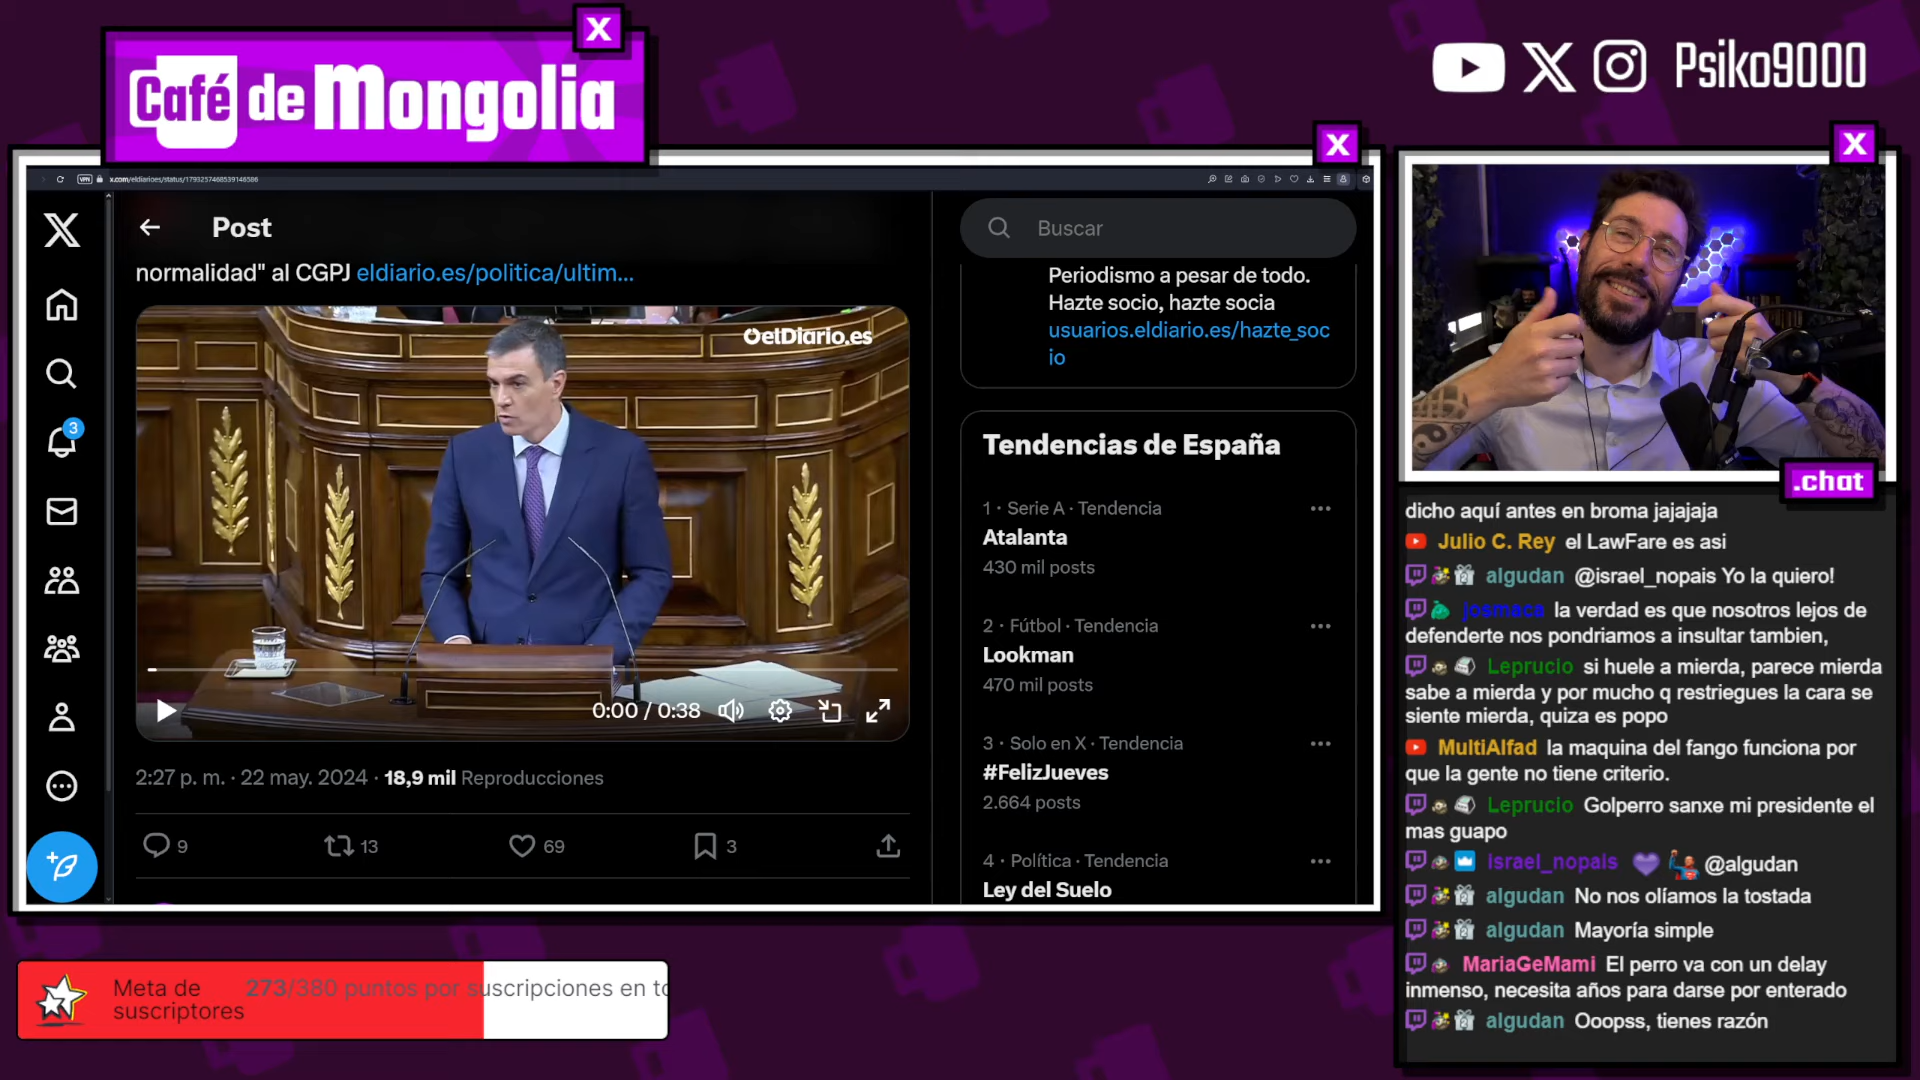 Café de Mongolia
X
Psiko9000
X
X
VPN
x.com/eldiarioes/status/1793257468539146586
Post
normalidad" al CGPJ eldiario.es/politica/ultim...
elDiario.es
0:00 / 0:38
2:27 p. m. · 22 may. 2024 · 18,9 mil Reproducciones
9
13
69
3
3
Buscar
Periodismo a pesar de todo.
Hazte socio, hazte socia
usuarios.eldiario.es/hazte_soc
io
Tendencias de España
1 · Serie A · Tendencia
Atalanta
430 mil posts
2 · Fútbol · Tendencia
Lookman
470 mil posts
3 · Solo en X · Tendencia
#FelizJueves
2.664 posts
4 · Política · Tendencia
Ley del Suelo
.chat
dicho aquí antes en broma jajajaja
Julio C. Rey el LawFare es asi
algudan @israel_nopais Yo la quiero!
josmaca la verdad es que nosotros lejos de
defenderte nos pondriamos a insultar tambien,
Leprucio si huele a mierda, parece mierda
sabe a mierda y por mucho q restriegues la cara se
siente mierda, quiza es popo
MultiAlfad la maquina del fango funciona por
que la gente no tiene criterio.
Leprucio Golperro sanxe mi presidente el
mas guapo
israel_nopais @algudan
algudan No nos olíamos la tostada
algudan Mayoría simple
MariaGeMami El perro va con un delay
inmenso, necesita años para darse por enterado
algudan Ooopss, tienes razón
Meta de
suscriptores
273/380 puntos por suscripciones en to